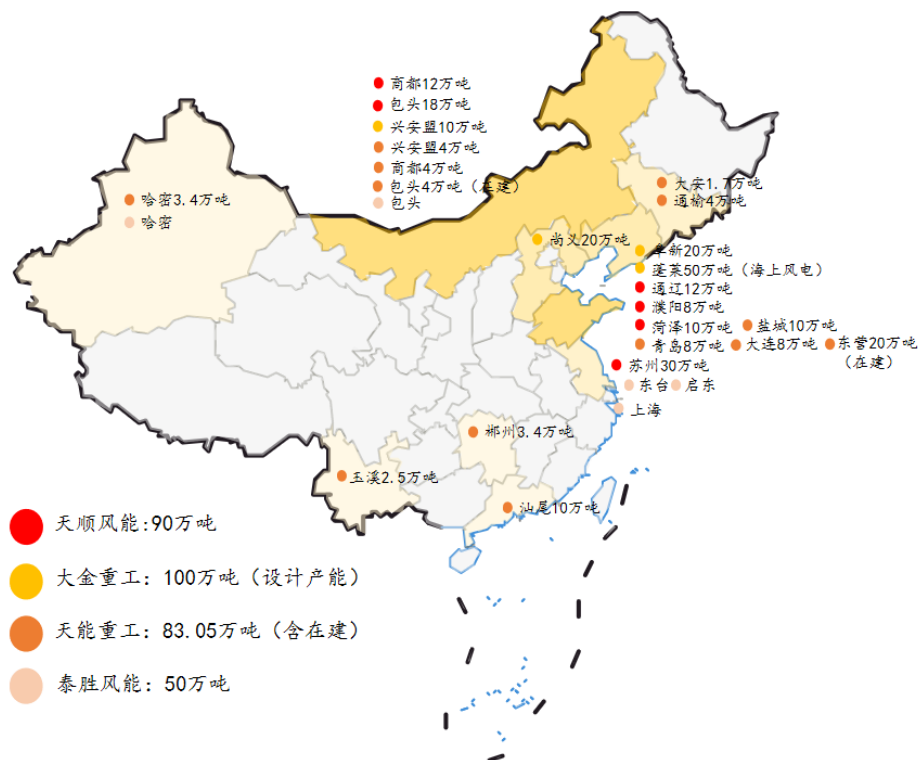 商都12万吨
包头18万吨
兴安盟10万吨
兴安盟4万吨
商都4万吨
包头4万吨（在建）
包头
哈密3.4万吨
哈密
大安1.7万吨
通榆4万吨
尚义20万吨
阜新20万吨
蓬莱50万吨（海上风电）
通辽12万吨
濮阳8万吨
菏泽10万吨 盐城10万吨
青岛8万吨 大连8万吨 东营20万吨
（在建）
苏州30万吨
东台 启东
上海
郴州3.4万吨
玉溪2.5万吨
汕尾10万吨
天顺风能:90万吨
大金重工：100万吨（设计产能）
天能重工：83.05万吨（含在建）
泰胜风能：50万吨